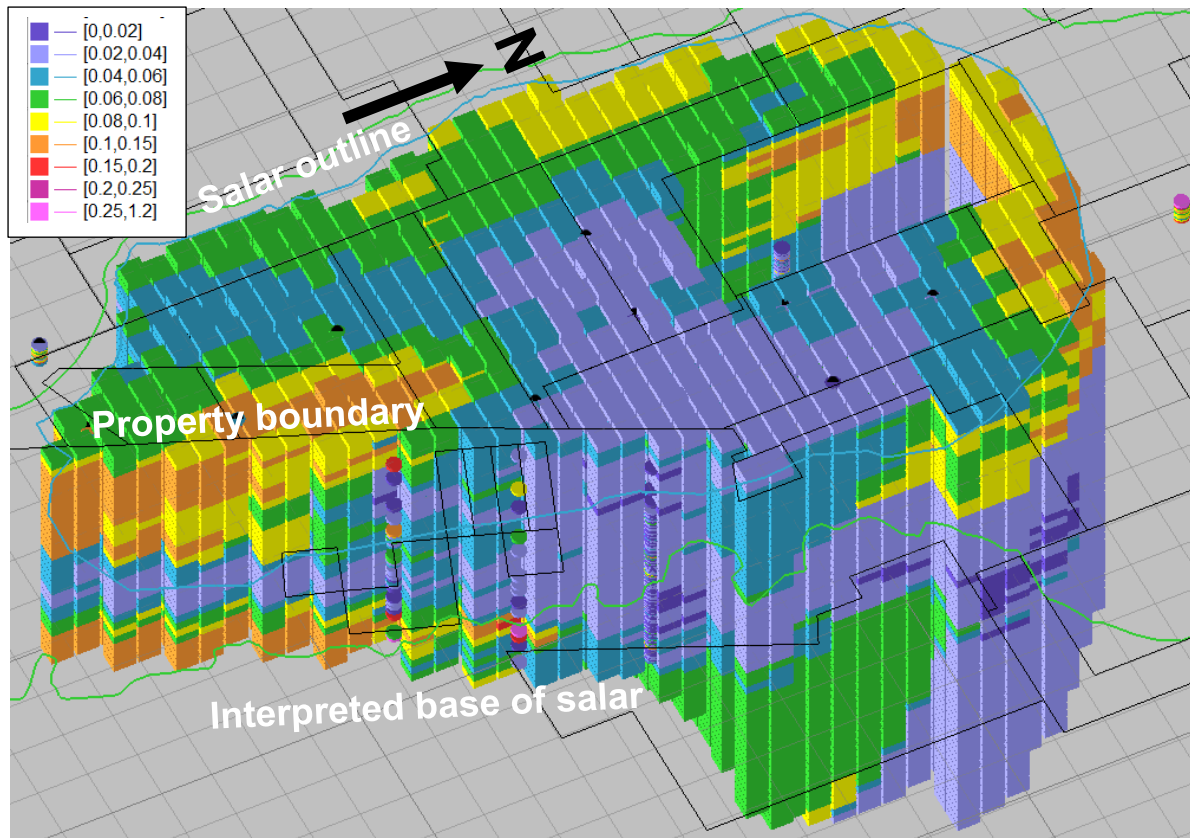 [0,0.02]
[0.02,0.04]
[0.04,0.06]
[0.06,0.08]
[0.08,0.1]
[0.1,0.15]
[0.15,0.2]
[0.2,0.25]
[0.25,1.2]
N
Salar outline
Property boundary
Interpreted base of salar